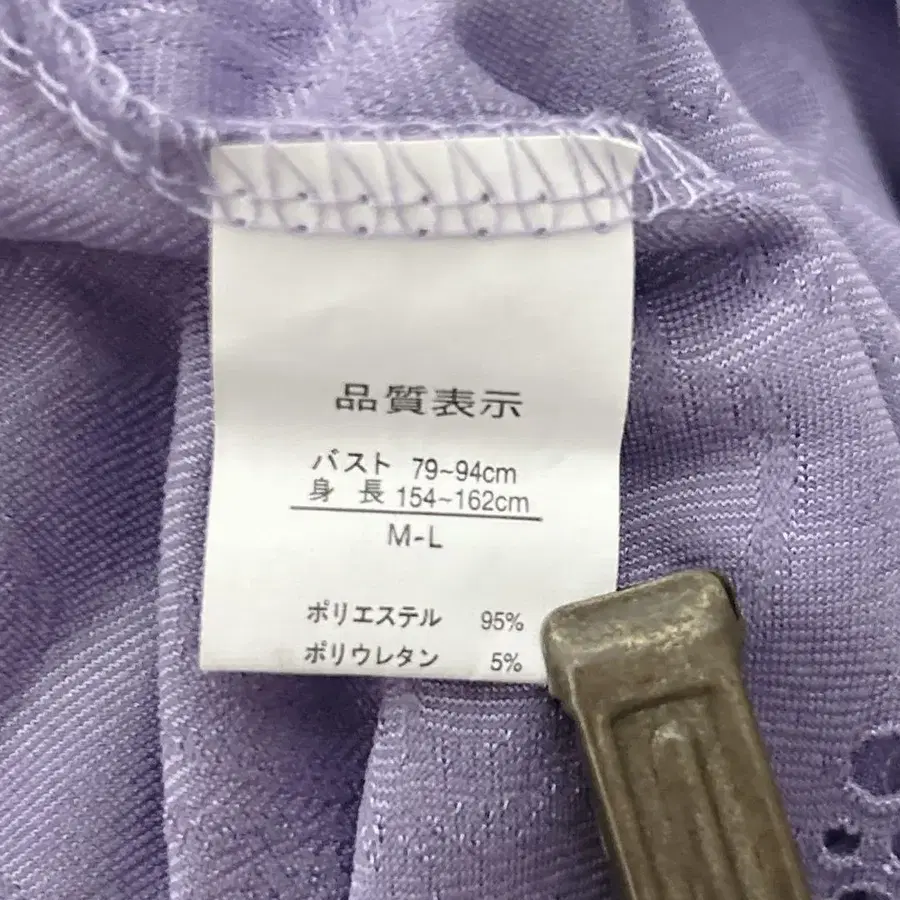 品質表示
バスト 79~94cm
身 長 154~162cm
M-L
ポリエステル 95%
ポリウレタン 5%